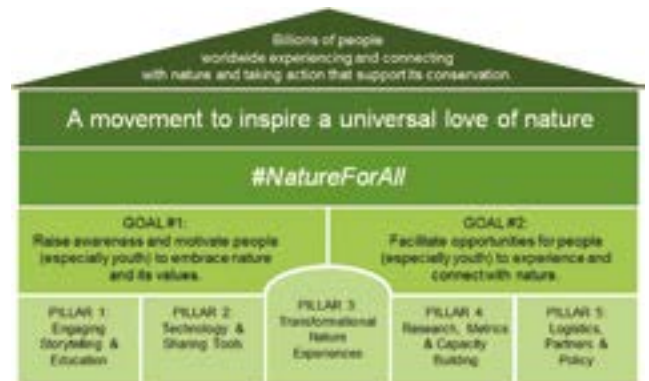 Billions of people
worldwide experiencing and connecting
with nature and taking action that support its conservation.
A movement to inspire a universal love of nature
#NatureForAll
GOAL #1:
Raise awareness and motivate people
(especially youth) to embrace nature
and its values.
GOAL #2:
Facilitate opportunities for people
(especially youth) to experience and
connect with nature.
PILLAR 1:
Engaging
Storytelling &
Education
PILLAR 2:
Technology &
Sharing Tools
PILLAR 3:
Transformational
Nature
Experiences
PILLAR 4:
Research, Metrics
& Capacity
Building
PILLAR 5:
Logistics,
Partners &
Policy